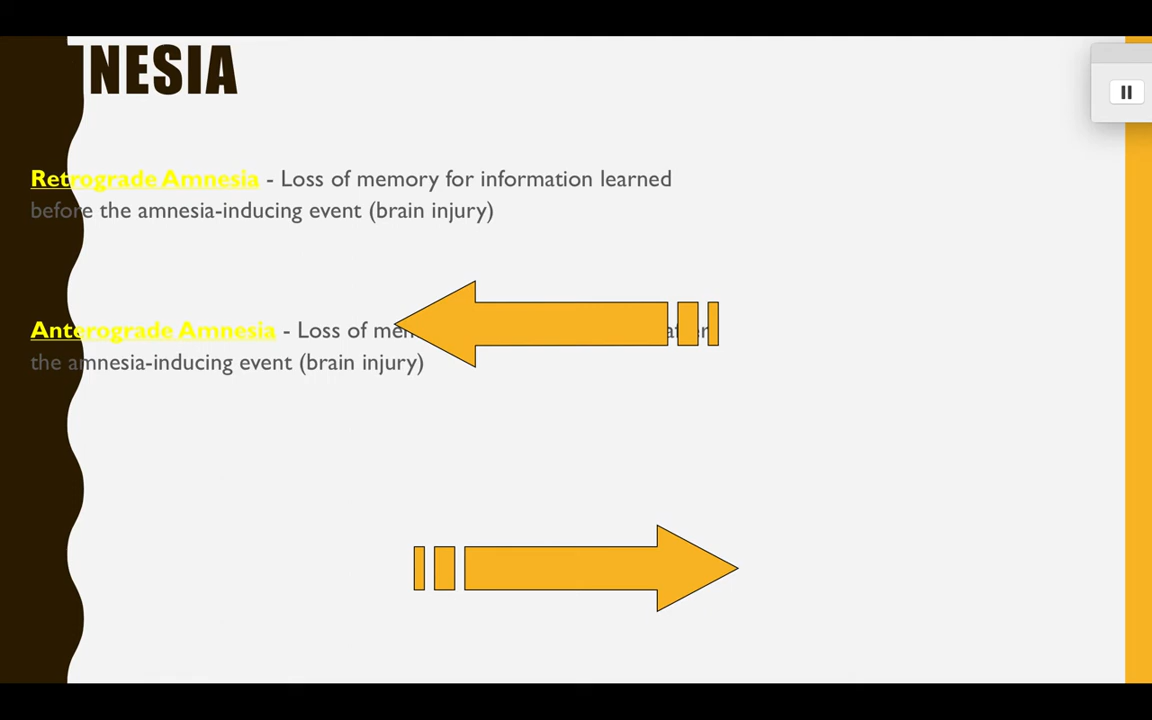 NESIA
Retrograde Amnesia - Loss of memory for information learned
before the amnesia-inducing event (brain injury)
Anterograde Amnesia - Loss of
the amnesia-inducing event (brain injury)